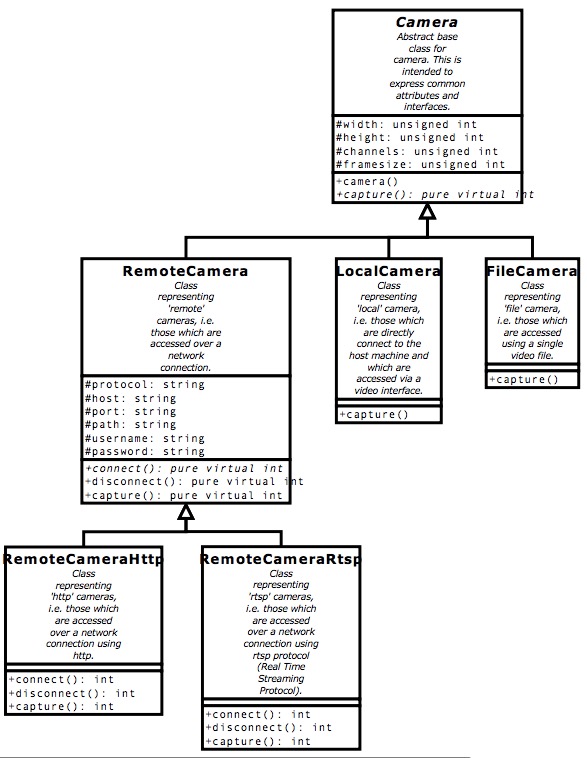 Camera
Abstract base
class for
camera. This is
intended to
express common
attributes and
interfaces.
#width: unsigned int
#height: unsigned int
#channels: unsigned int
#framesize: unsigned int
+camera()
+capture(): pure virtual int
RemoteCamera
Class
representing
'remote'
cameras, i.e.
those which are
accessed over a
network
connection.
#protocol: string
#host: string
#port: string
#path: string
#username: string
#password: string
+connect(): pure virtual int
+disconnect(): pure virtual int
+capture(): pure virtual int
LocalCamera
Class
representing
'local' camera,
i.e. those which
are directly
connect to the
host machine and
which are
accessed via a
video interface.
+capture()
FileCamera
Class
representing
'file' camera,
i.e. those which
are accessed
using a single
video file.
+capture()
RemoteCameraHttp
Class
representing
'http' cameras,
i.e. those which
are accessed
over a network
connection using
http.
+connect(): int
+disconnect(): int
+capture(): int
RemoteCameraRtsp
Class
representing
'rtsp' cameras,
i.e. those which
are accessed
over a network
connection using
rtsp protocol
(Real Time
Streaming
Protocol).
+connect(): int
+disconnect(): int
+capture(): int